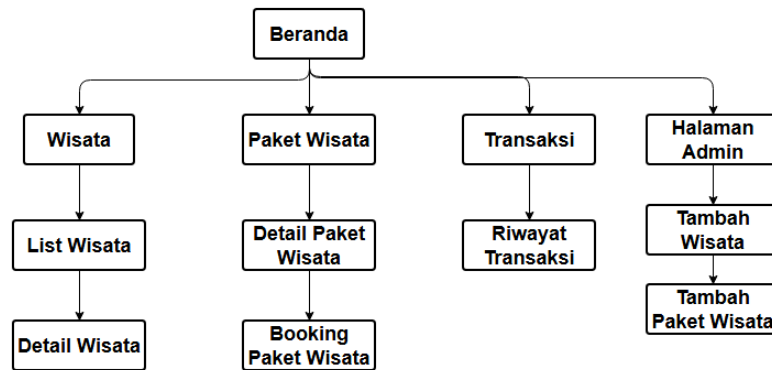 Beranda
Wisata
Paket Wisata
Transaksi
Halaman
Admin
List Wisata
Detail Paket
Wisata
Riwayat
Transaksi
Tambah
Wisata
Detail Wisata
Booking
Paket Wisata
Tambah
Paket Wisata